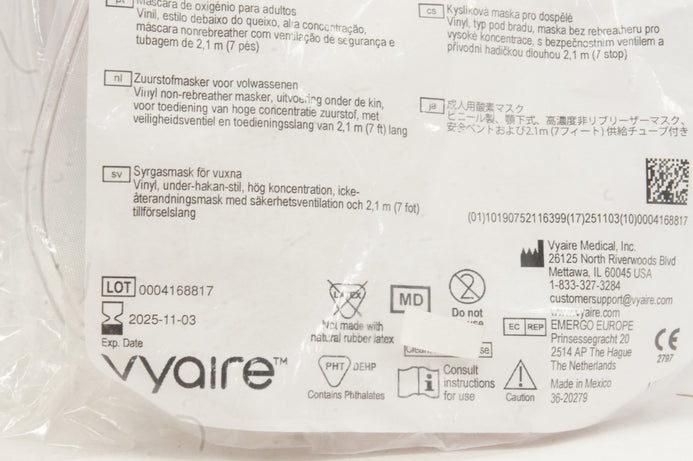 pt Máscara de oxigénio para adultos
Vinil, estilo debaixo do queixo, alta concentração,
máscara nonrebreather com ventilação de segurança e
tubagem de 2,1 m (7 pés)
nl Zuurstofmasker voor volwassenen
Vinyl non-rebreather masker, uitvoering onder de kin,
voor toediening van hoge concentratie zuurstof, met
veiligheidsventiel en toedieningsslang van 2,1 m (7 ft) lang
sv Syrgasmask för vuxna
Vinyl, under-hakan-stil, hög koncentration, icke-
återandningsmask med säkerhetsventilation och 2,1 m (7 fot)
tillförselslang
cs Kyslíková maska pro dospělé
Vinyl, typ pod bradu, maska bez rebreatheru pro
vysoké koncentrace, s bezpečnostním ventilem a
přívodní hadičkou dlouhou 2,1 m (7 stop)
ja 成人用酸素マスク
ビニール製、顎下式、高濃度非リブリーザーマスク、
安全ベントおよび2.1m (7フィート) 供給チューブ付き
(01)10190752116399(17)251103(10)0004168817
LOT 0004168817
2025-11-03
Exp. Date
vyaire™
LATEX
Not made with
natural rubber latex
PHT DEHP
Contains Phthalates
MD
2
Do not
Consult
instructions
for use
Caution
Vyaire Medical, Inc.
26125 North Riverwoods Blvd
Mettawa, IL 60045 USA
1-833-327-3284
customersupport@vyaire.com
www.vyaire.com
EC REP EMERGO EUROPE
Prinsessegracht 20
2514 AP The Hague
The Netherlands
CE
2797
Made in Mexico
36-20279